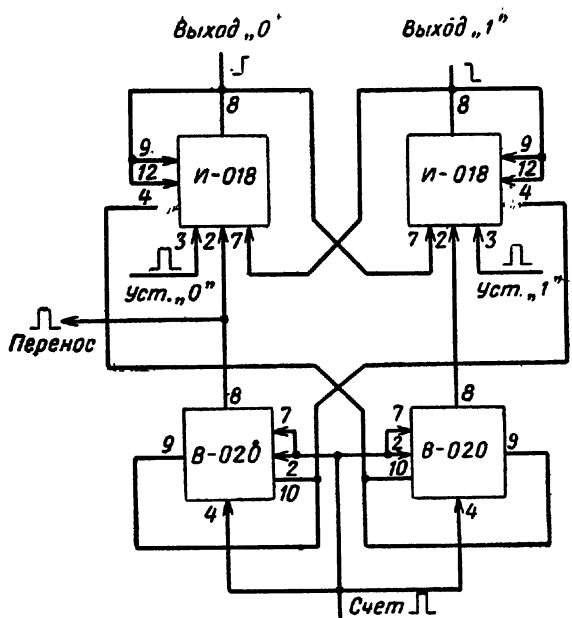 Выход „0"
Выход „1"
8
8
9
12
4
И-018
И-018
9
12
4
3
2
7
7
2
3
Уст. „0"
Уст. „1"
Перенос
8
8
9
В-020
7
2
10
7
2
10
В-020
9
4
4
Счет